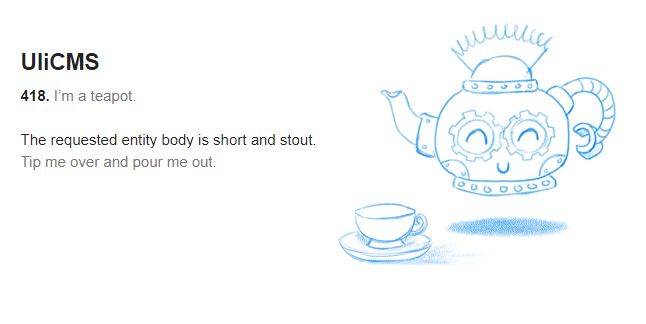 UliCMS
418. I'm a teapot.
The requested entity body is short and stout.
Tip me over and pour me out.